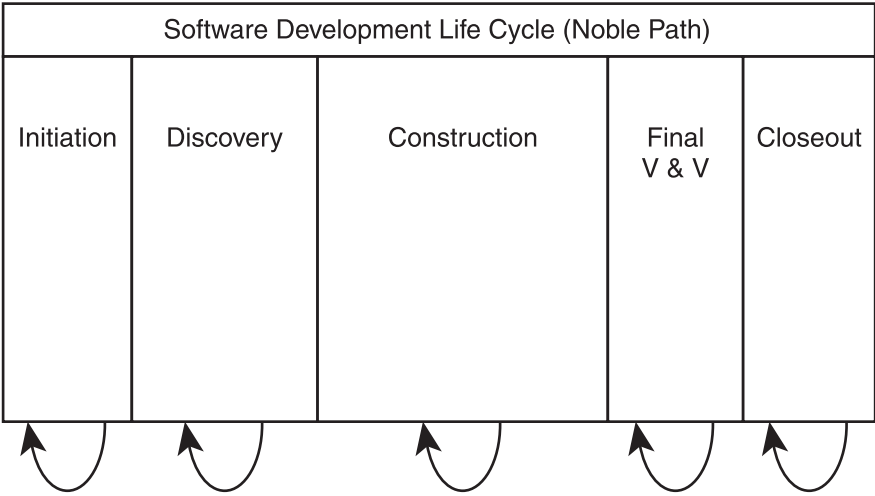 Software Development Life Cycle (Noble Path)
Initiation
Discovery
Construction
Final
V & V
Closeout